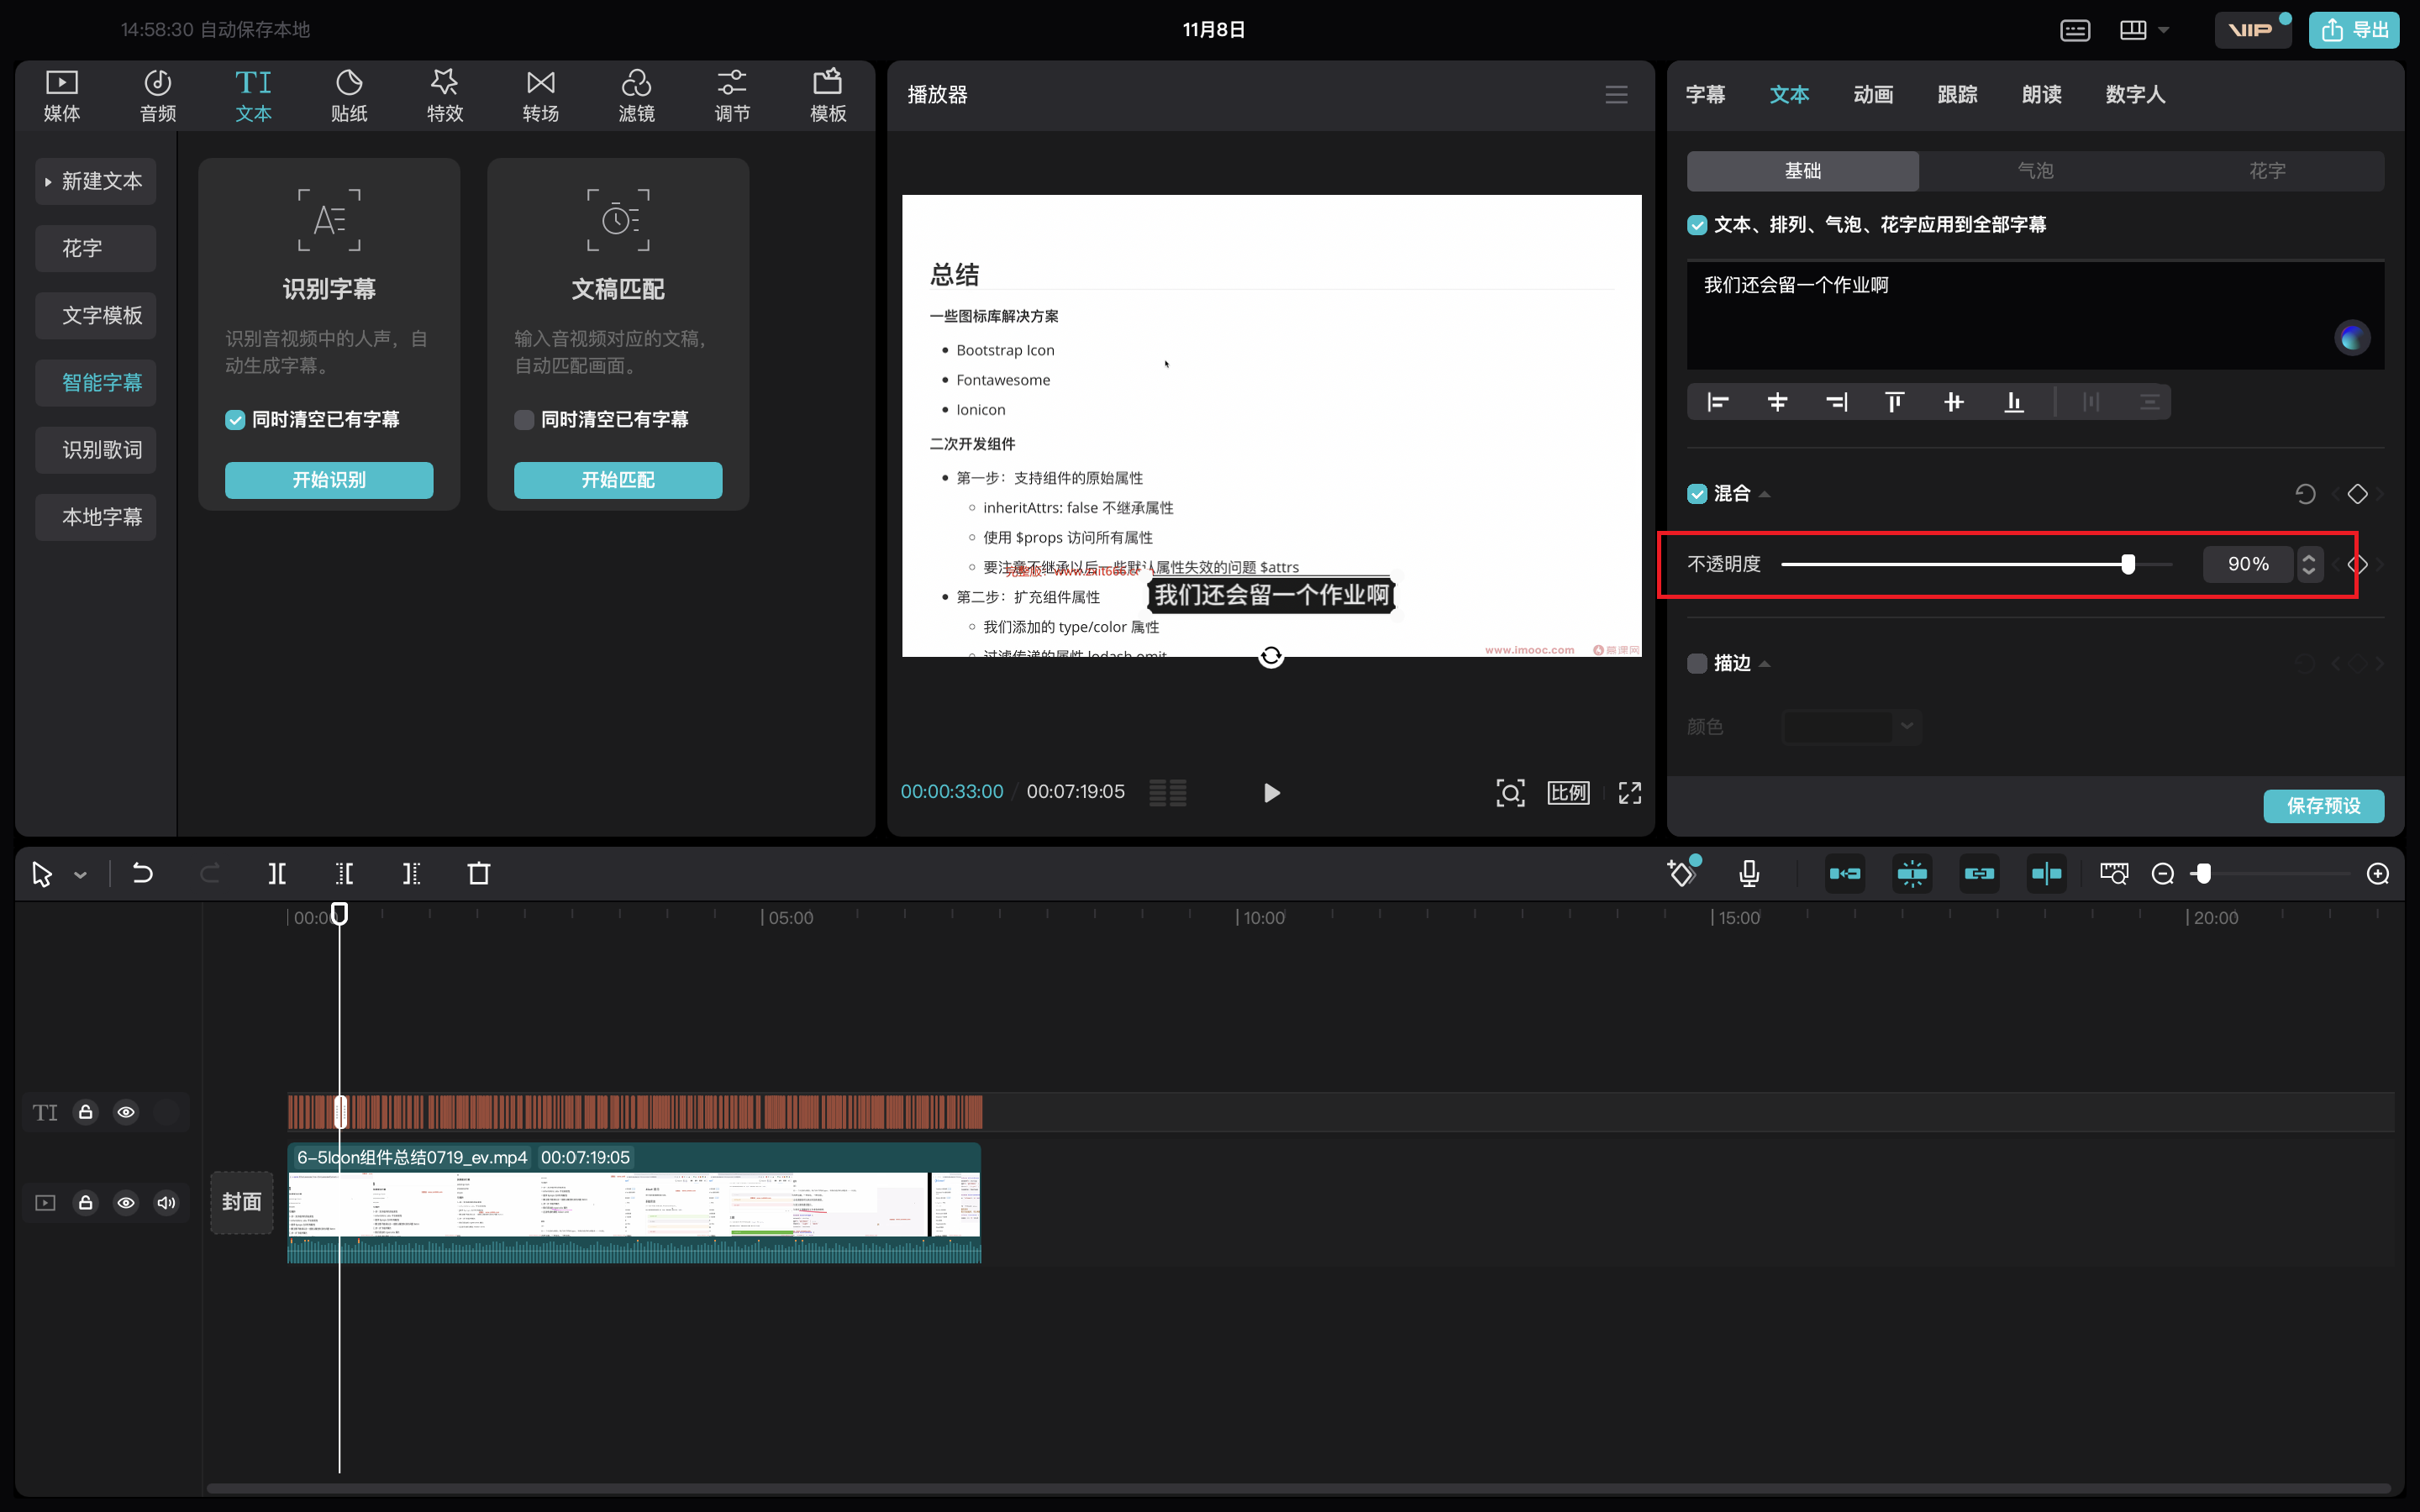 14:58:30 自动保存本地
11月8日
VIP
导出
媒体
音频
TI
文本
贴纸
特效
转场
滤镜
调节
模板
新建文本
花字
文字模板
智能字幕
识别歌词
本地字幕
识别字幕
识别音视频中的人声，自
动生成字幕。
同时清空已有字幕
开始识别
文稿匹配
输入音视频对应的文稿，
自动匹配画面。
同时清空已有字幕
开始匹配
播放器
总结
一些图标库解决方案
Bootstrap Icon
Fontawesome
Ionicon
二次开发组件
第一步：支持组件的原始属性
inheritAttrs: false 不继承属性
使用 $props 访问所有属性
要注意不继承以后一些默认属性失效的问题 $attrs
第二步：扩充组件属性
我们还会留一个作业啊
我们添加的 type/color 属性
过滤传递的属性 lodash.omit
www.imooc.com
慕课网
00:00:33:00 / 00:07:19:05
比例
字幕
文本
动画
跟踪
朗读
数字人
基础
气泡
花字
文本、排列、气泡、花字应用到全部字幕
我们还会留一个作业啊
混合
不透明度
90%
描边
颜色
保存预设
05:00
10:00
15:00
20:00
TI
6-5Icon组件总结0719_ev.mp4
00:07:19:05
封面